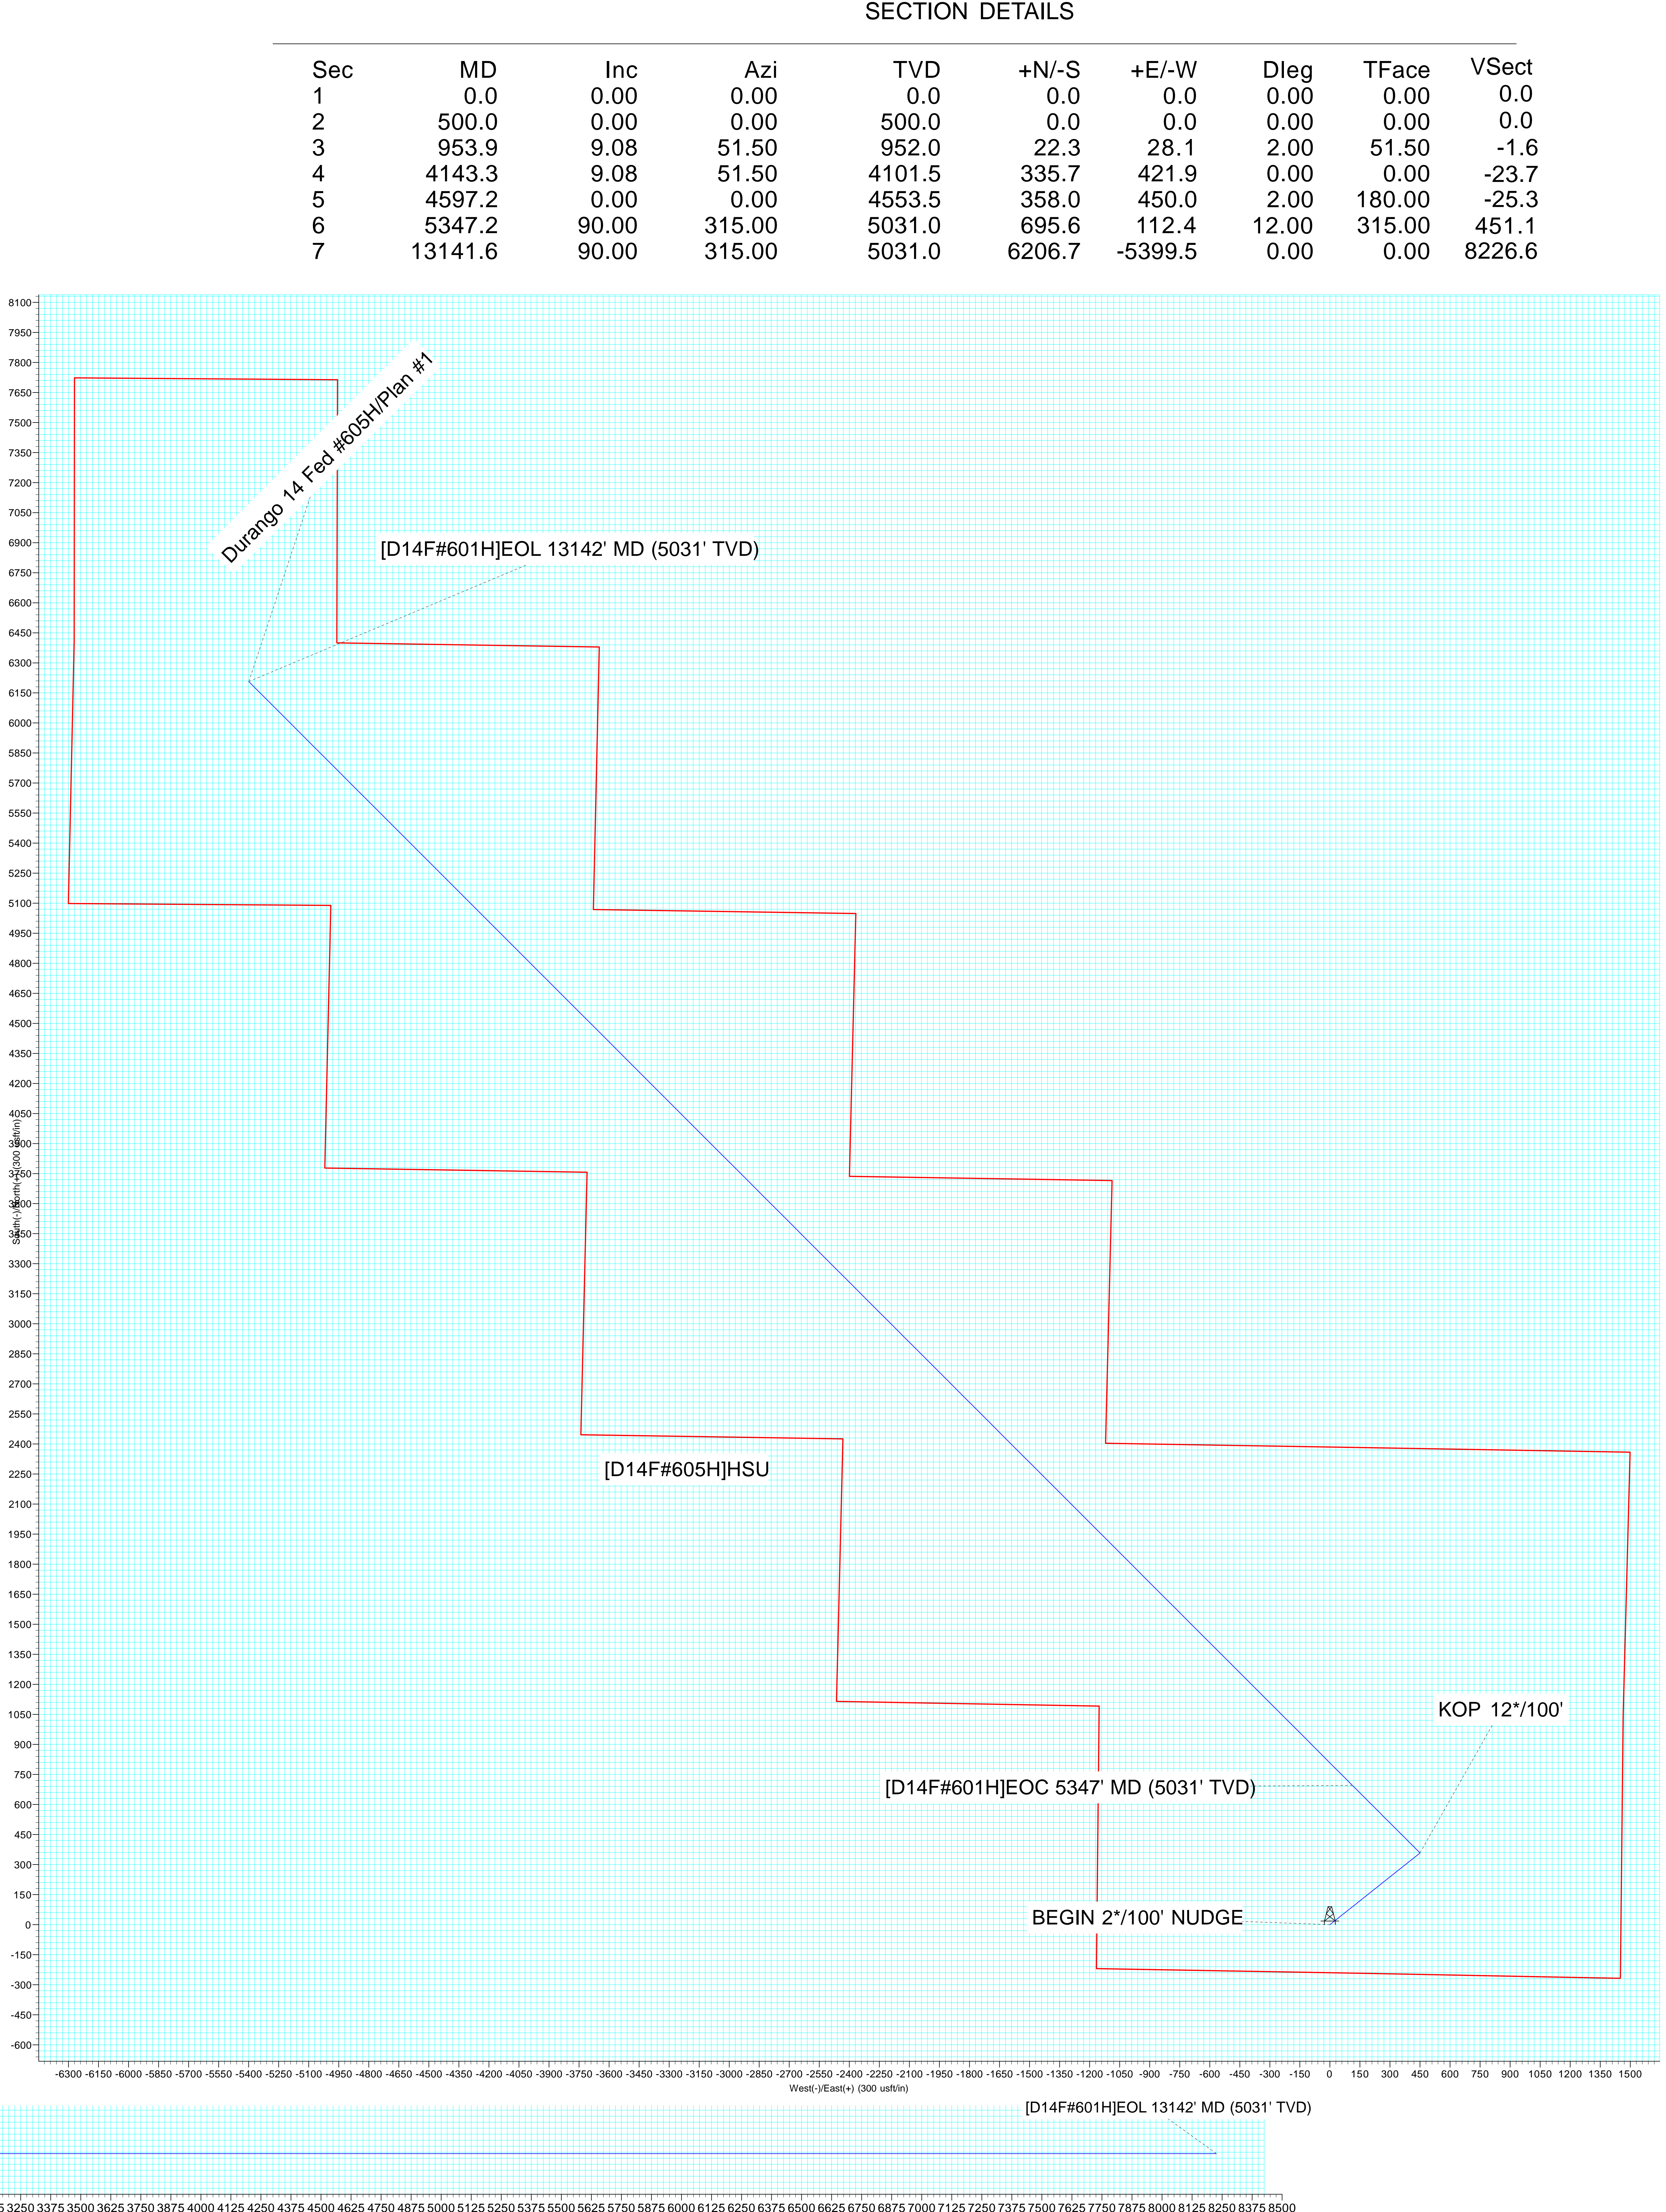 SECTION DETAILS
Sec MD Inc Azi TVD +N/-S +E/-W Dleg TFace VSect
1 0.0 0.00 0.00 0.0 0.0 0.0 0.00 0.00 0.0
2 500.0 0.00 0.00 500.0 0.0 0.0 0.00 0.00 0.0
3 953.9 9.08 51.50 952.0 22.3 28.1 2.00 51.50 -1.6
4 4143.3 9.08 51.50 4101.5 335.7 421.9 0.00 0.00 -23.7
5 4597.2 0.00 0.00 4553.5 358.0 450.0 2.00 180.00 -25.3
6 5347.2 90.00 315.00 5031.0 695.6 112.4 12.00 315.00 451.1
7 13141.6 90.00 315.00 5031.0 6206.7 -5399.5 0.00 0.00 8226.6
8100
7950
7800
7650
7500
7350
7200
7050
6900
6750
6600
6450
6300
6150
6000
5850
5700
5550
5400
5250
5100
4950
4800
4650
4500
4350
4200
4050
3900
3750
3600
3450
3300
3150
3000
2850
2700
2550
2400
2250
2100
1950
1800
1650
1500
1350
1200
1050
900
750
600
450
300
150
0
-150
-300
-450
-600
South(-)/North(+) (300 usft/in)
Durango 14 Fed #605H/Plan #1
[D14F#601H]EOL 13142' MD (5031' TVD)
[D14F#605H]HSU
KOP 12*/100'
[D14F#601H]EOC 5347' MD (5031' TVD)
BEGIN 2*/100' NUDGE
-6300 -6150 -6000 -5850 -5700 -5550 -5400 -5250 -5100 -4950 -4800 -4650 -4500 -4350 -4200 -4050 -3900 -3750 -3600 -3450 -3300 -3150 -3000 -2850 -2700 -2550 -2400 -2250 -2100 -1950 -1800 -1650 -1500 -1350 -1200 -1050 -900 -750 -600 -450 -300 -150 0 150 300 450 600 750 900 1050 1200 1350 1500
West(-)/East(+) (300 usft/in)
[D14F#601H]EOL 13142' MD (5031' TVD)
3250 3375 3500 3625 3750 3875 4000 4125 4250 4375 4500 4625 4750 4875 5000 5125 5250 5375 5500 5625 5750 5875 6000 6125 6250 6375 6500 6625 6750 6875 7000 7125 7250 7375 7500 7625 7750 7875 8000 8125 8250 8375 8500